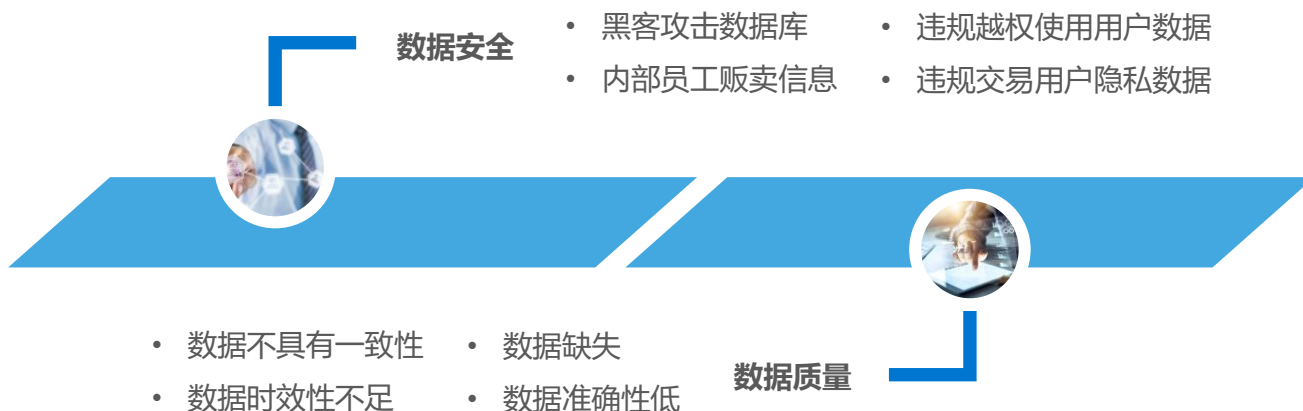 数据安全
• 黑客攻击数据库
• 内部员工贩卖信息
• 违规越权使用用户数据
• 违规交易用户隐私数据
• 数据不具有一致性
• 数据时效性不足
• 数据缺失
• 数据准确性低
数据质量